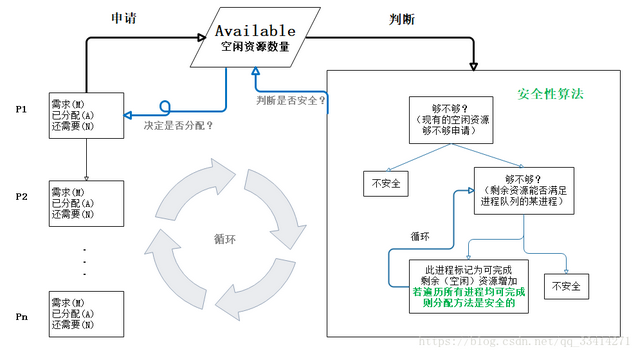 申请
Available
空闲资源数量
判断
P1
需求(M)
已分配(A)
还需要(N)
决定是否分配?
判断是否安全?
安全性算法
够不够?
(现有的空闲资源
够不够申请)
不安全
够不够?
(剩余资源能否满足
进程队列的某进程)
P2
需求(M)
已分配(A)
还需要(N)
循环
循环
此进程标记为可完成
剩余(空闲)资源增加
若遍历所有进程均可完成
则分配方法是安全的
不安全
.
.
.
Pn
需求(M)
已分配(A)
还需要(N)
https://blog.csdn.net/qq_33414271